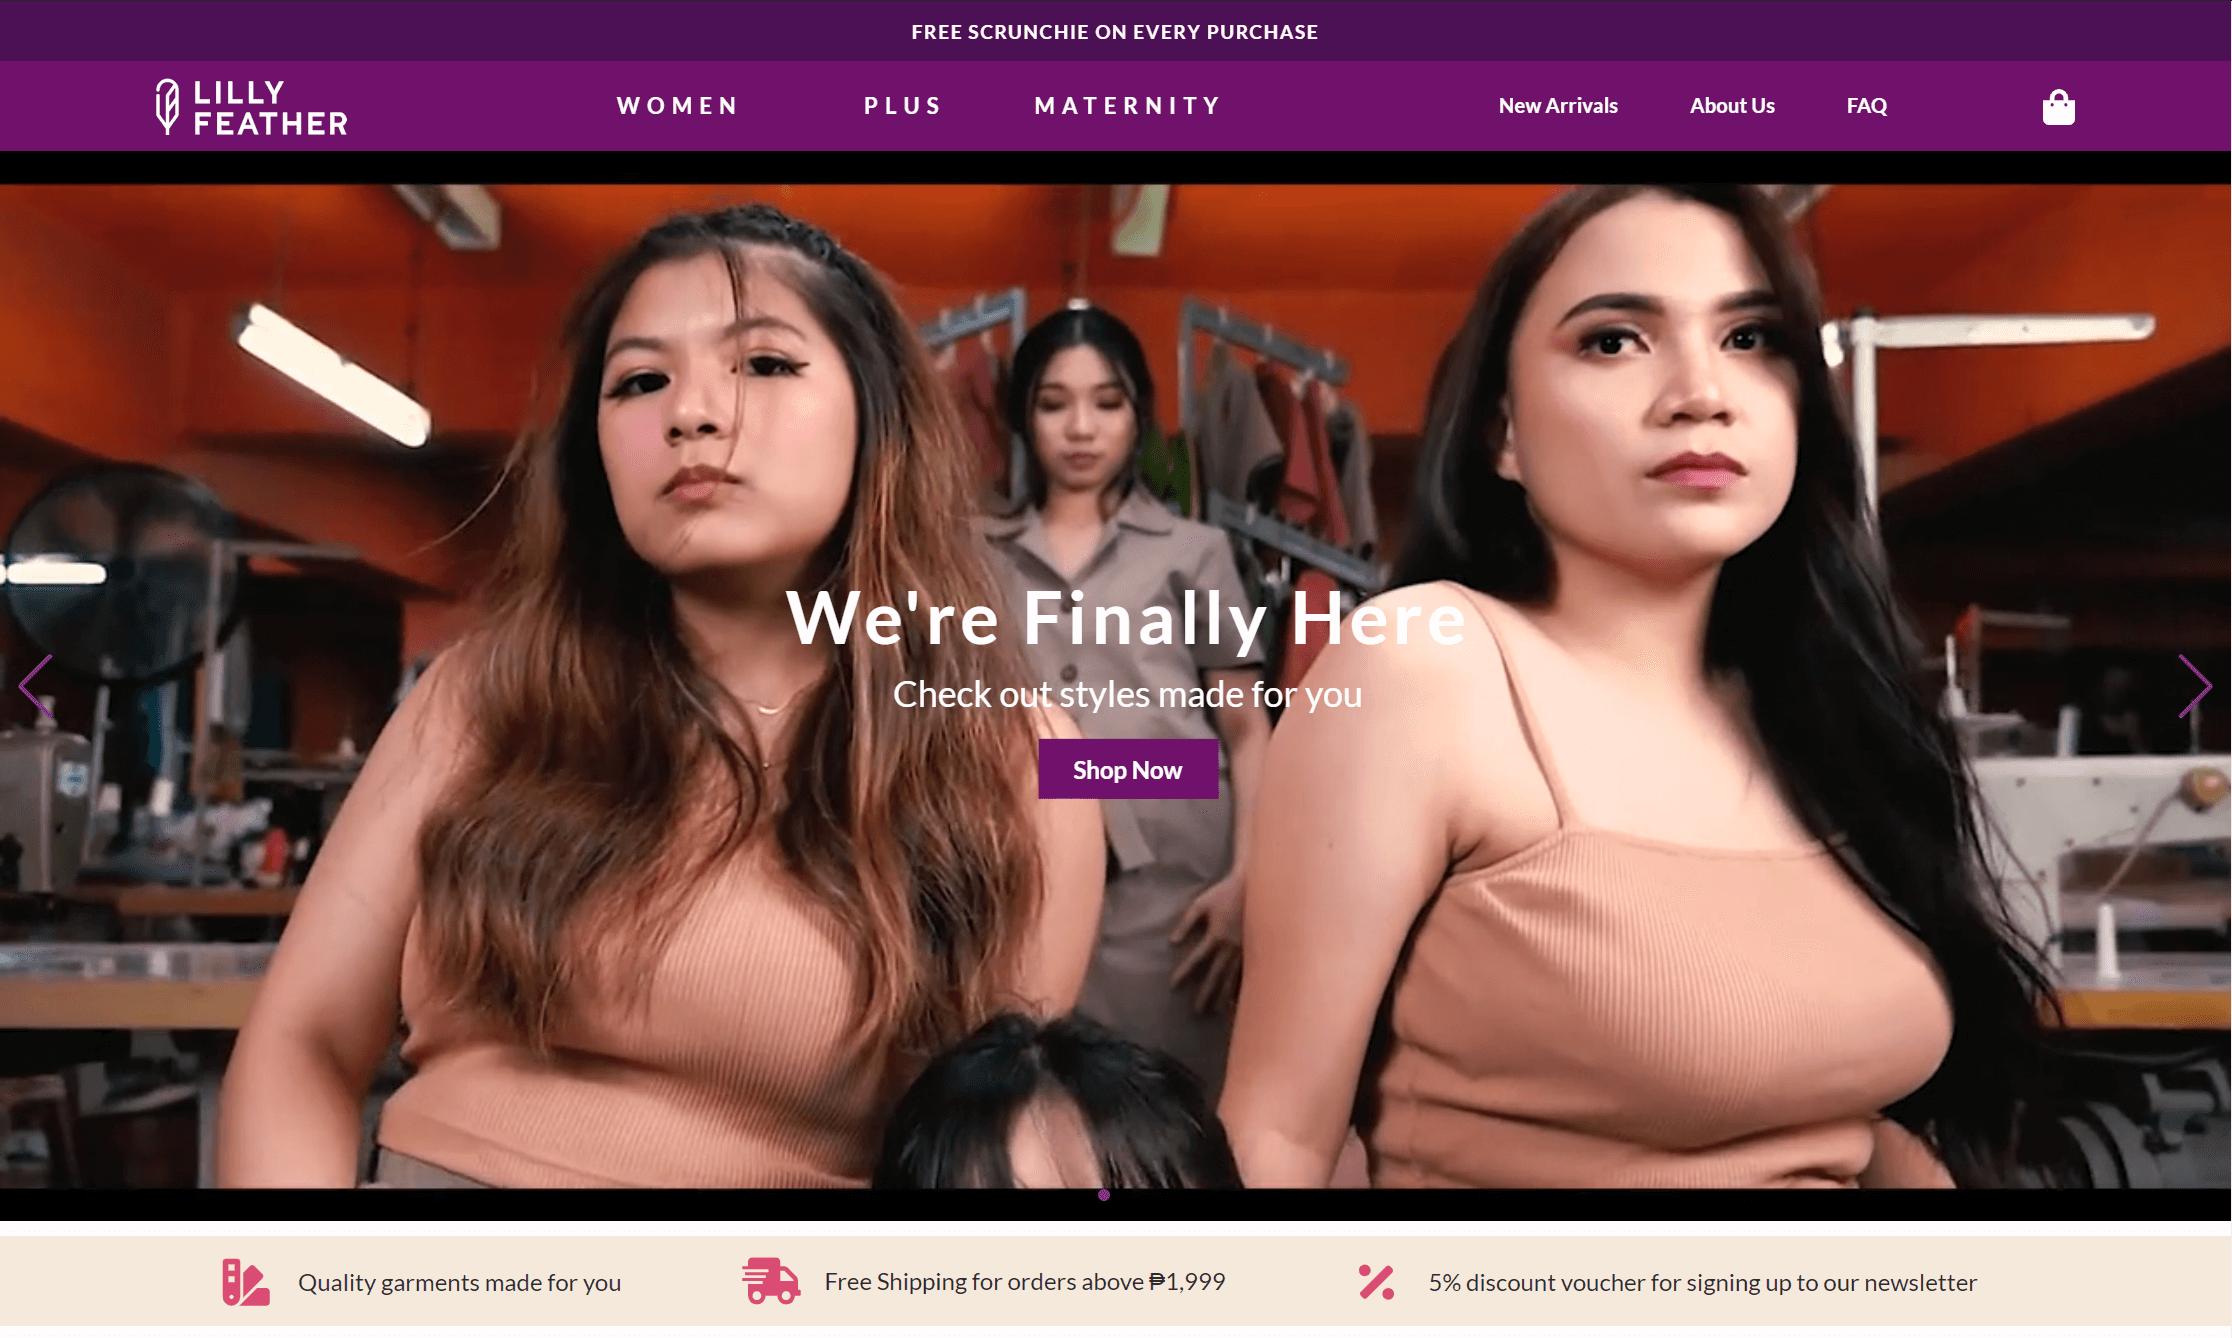 FREE SCRUNCHIE ON EVERY PURCHASE
LILLY
FEATHER
WOMEN
PLUS
MATERNITY
New Arrivals
About Us
FAQ
We're Finally Here
Check out styles made for you
Shop Now
Quality garments made for you
Free Shipping for orders above ₱1,999
5% discount voucher for signing up to our newsletter